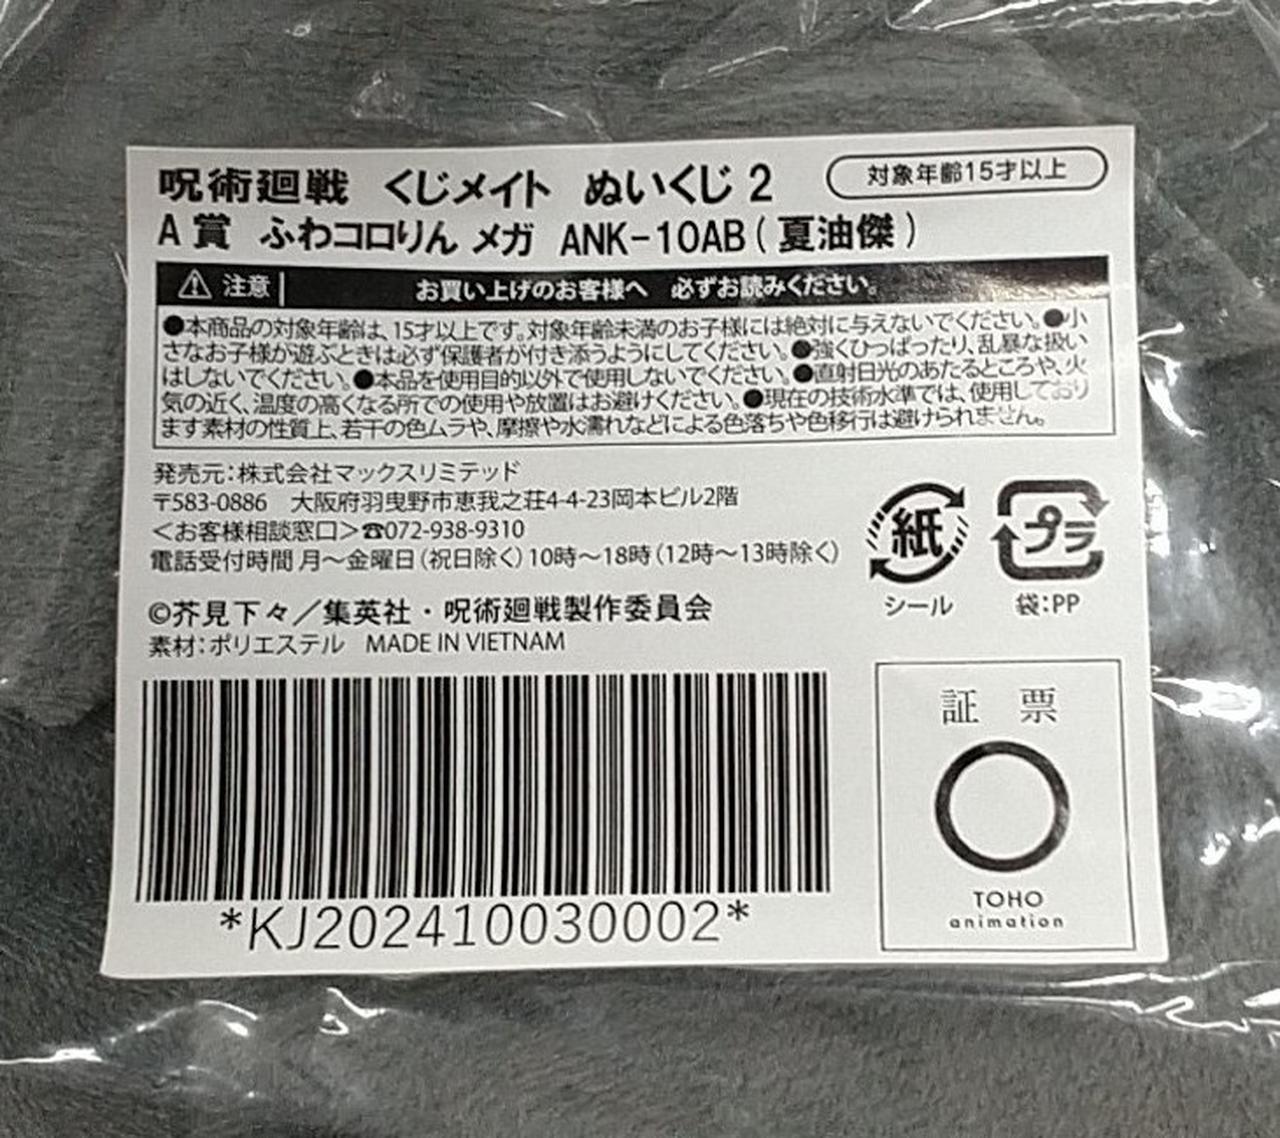 呪術廻戦 くじメイト ぬいくじ2
対象年齢15才以上
A賞 ふわコロりん メガ ANK-10AB(夏油傑)
注意 お買い上げのお客様へ 必ずお読みください。
●本商品の対象年齢は、15才以上です。対象年齢未満のお子様には絶対に与えないでください。●小
さなお子様が遊ぶときは必ず保護者が付き添うようにしてください。●強くひっぱったり、乱暴な扱い
はしないでください。●本品を使用目的以外で使用しないでください。●直射日光のあたるところや、火
気の近く、温度の高くなる所での使用や放置はお避けください。●現在の技術水準では、使用しており
ます素材の性質上、若干の色ムラや、摩擦や水濡れなどによる色落ちや色移行は避けられません。
発売元:株式会社マックスリミテッド
〒583-0886 大阪府羽曳野市恵我之荘4-4-23岡本ビル2階
<お客様相談窓口>☎072-938-9310
電話受付時間 月〜金曜日(祝日除く)10時〜18時(12時〜13時除く)
©芥見下々/集英社・呪術廻戦製作委員会
素材:ポリエステル MADE IN VIETNAM
紙
シール
プラ
袋:PP
*KJ202410030002*
証 票
TOHO
animation